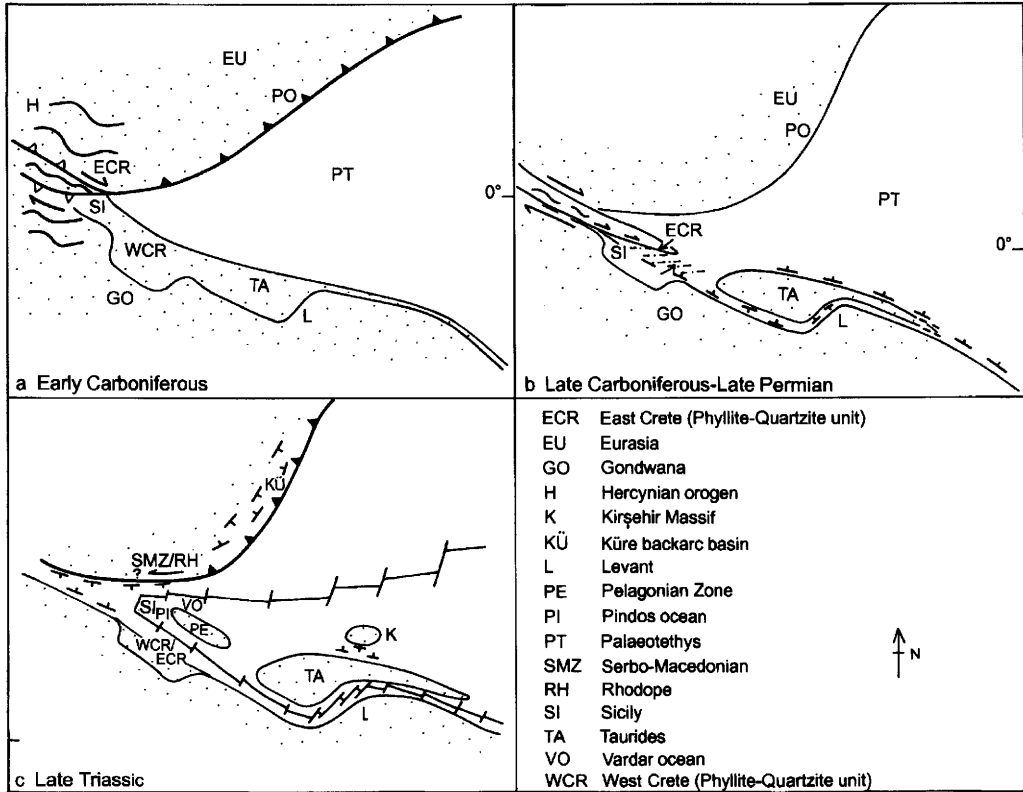 EU
PO
H
ECR
PT
0°
SI
WCR
TA
GO
L
a Early Carboniferous
EU
PO
PT
ECR
0°
SI
TA
GO
L
b Late Carboniferous-Late Permian
KÜ
SMZ/RH
?
SI
PI
VO
PE
K
WCR/
ECR
TA
L
c Late Triassic
ECR East Crete (Phyllite-Quartzite unit)
EU Eurasia
GO Gondwana
H Hercynian orogen
K Kirşehir Massif
KÜ Küre backarc basin
L Levant
PE Pelagonian Zone
PI Pindos ocean
PT Palaeotethys
SMZ Serbo-Macedonian
RH Rhodope
SI Sicily
TA Taurides
VO Vardar ocean
WCR West Crete (Phyllite-Quartzite unit)
N